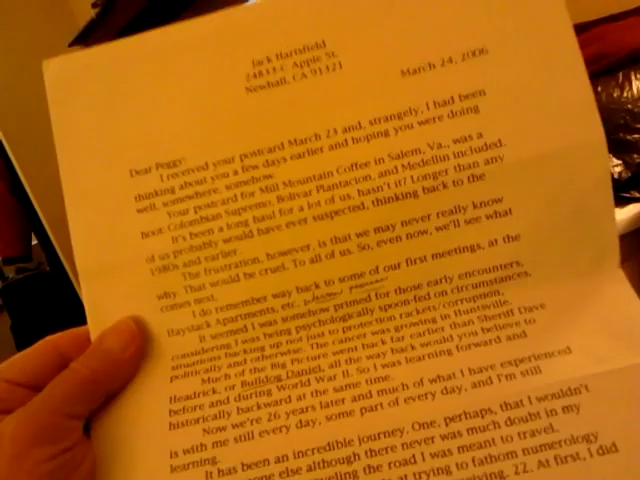 Jack Hartsfield
24833-C Apple St.
Newhall, CA 91321
March 24, 2006
Dear Peggy:
I received your postcard March 23 and, strangely, I had been
thinking about you a few days earlier and hoping you were doing
well, somewhere, somehow.
Your postcard for Mill Mountain Coffee in Salem, Va., was a
hoot: Colombian Supremo, Bolivar Plantacion, and Medellin included.
It's been a long haul for a lot of us, hasn't it? Longer than any
of us probably would have ever suspected, thinking back to the
1980s and earlier.
The frustration, however, is that we may never really know
why. That would be cruel. To all of us. So, even now, we'll see what
comes next.
I do remember way back to some of our first meetings, at the
Haystack Apartments, etc.
It seemed I was somehow primed for those early encounters,
considering I was being psychologically spoon-fed on circumstances,
situations backing up not just to protection rackets/corruption,
politically and otherwise. The cancer was growing in Huntsville.
Much of the Big Picture went back far earlier than Sheriff Dave
Headrick, or Bulldog Daniel, all the way back would you believe to
before and during World War II. So I was learning forward and
historically backward at the same time.
Now we're 26 years later and much of what I have experienced
is with me still every day, some part of every day, and I'm still
learning.
It has been an incredible journey. One, perhaps, that I wouldn't
one else although there never was much doubt in my
veling the road I was meant to travel.
at trying to fathom numerology
22. At first, I did